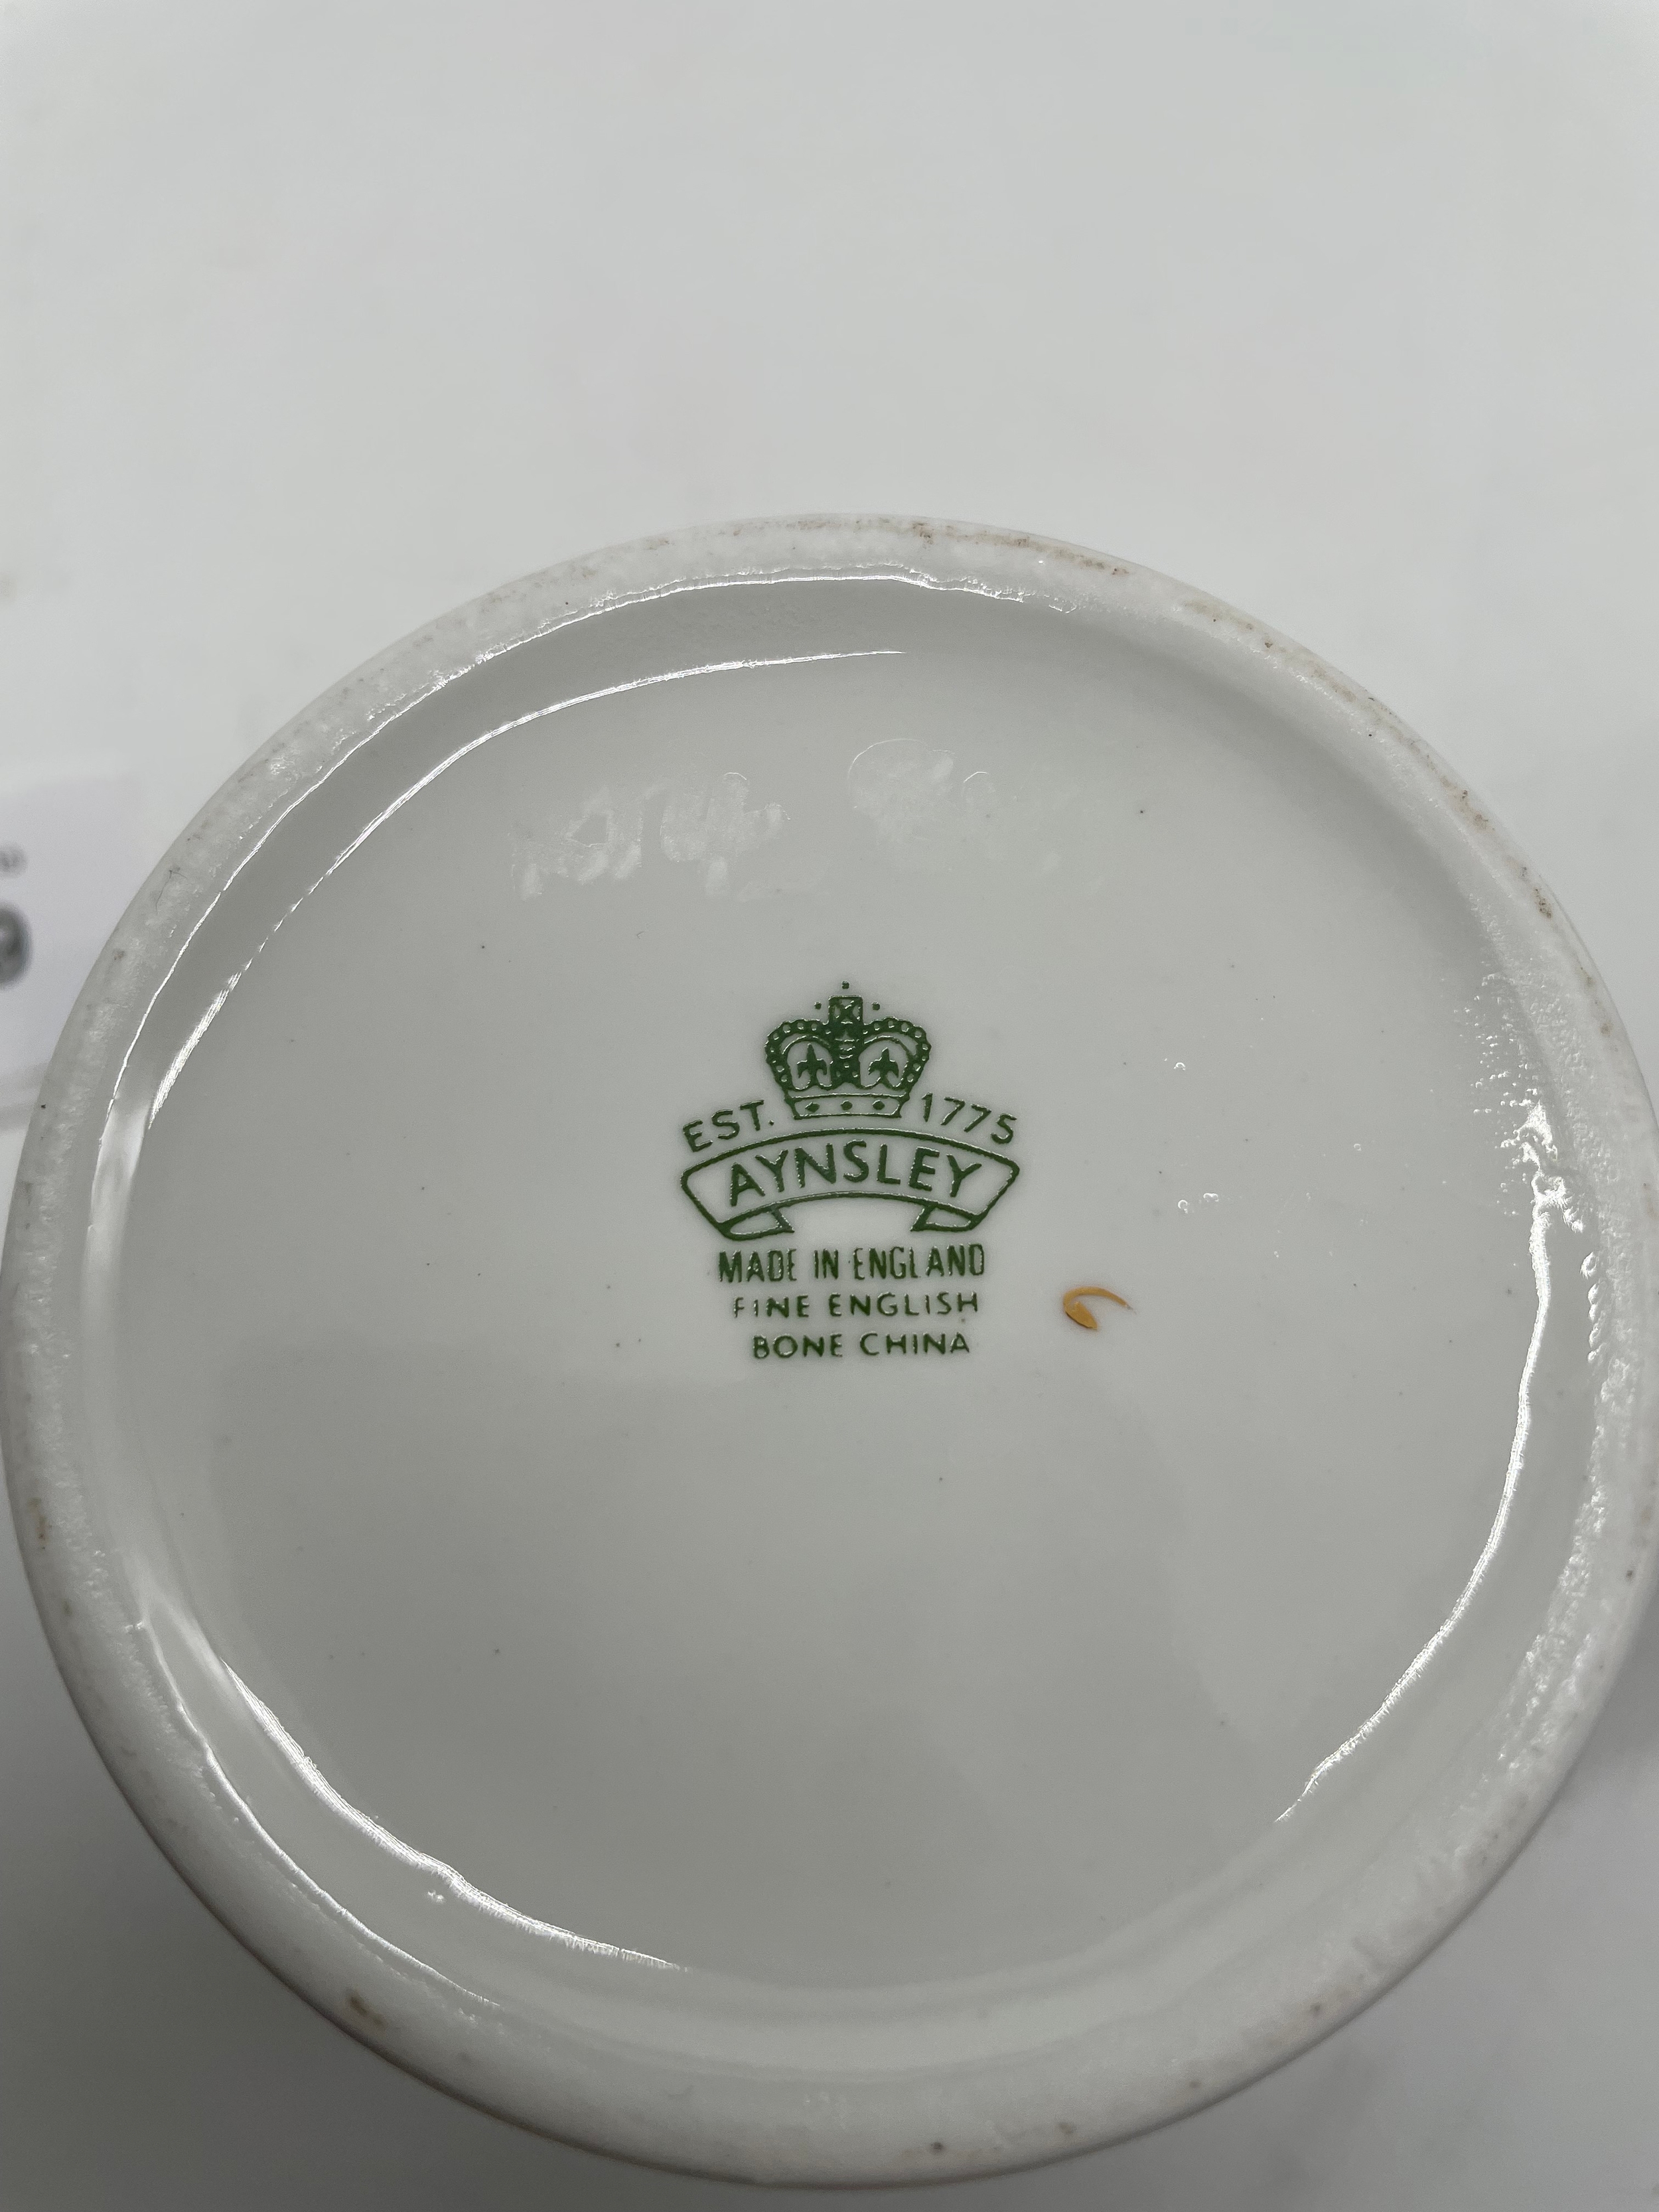 EST. 1775
AYNSLEY
MADE IN ENGLAND
FINE ENGLISH
BONE CHINA